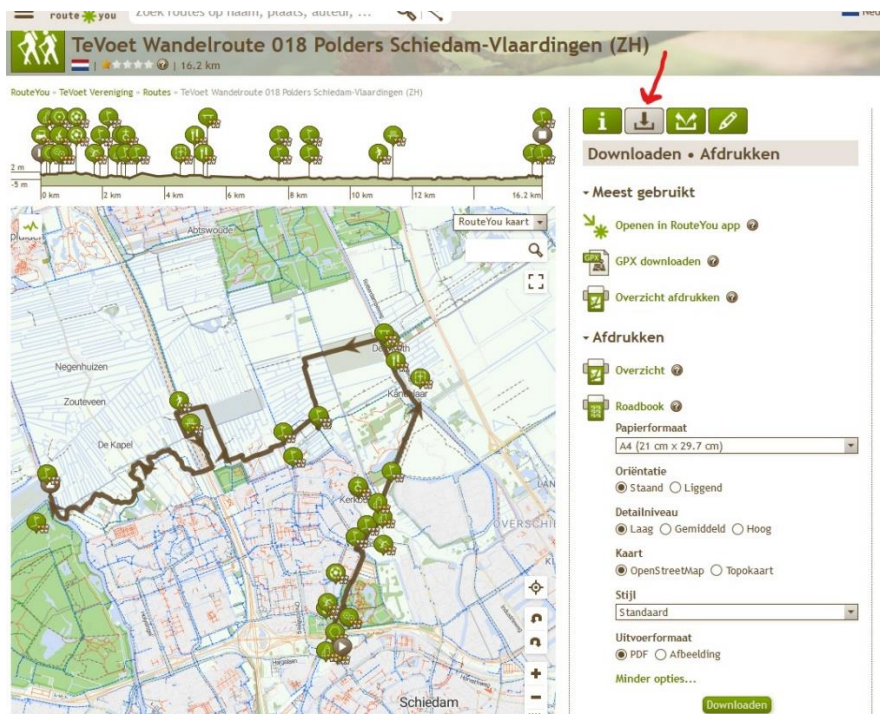 route you
Zoek routes op naam, plaats, auteur, ...
TeVoet Wandelroute 018 Polders Schiedam-Vlaardingen (ZH)
| 16.2 km
RouteYou - TeVoet Vereniging - Routes - TeVoet Wandelroute 018 Polders Schiedam-Vlaardingen (ZH)
2 m
-5 m
0 km
2 km
4 km
6 km
8 km
10 km
12 km
16.2 km
RouteYou kaart
Abtswoude
Negenhuizen
Zouteveen
De Kapel
Kandelaar
Schiedam
Downloaden • Afdrukken
Meest gebruikt
Openen in RouteYou app
GPX
GPX downloaden
Overzicht afdrukken
Afdrukken
Overzicht
Roadbook
Papierformaat
A4 (21 cm x 29.7 cm)
Oriëntatie
Staand Liggend
Detailniveau
Laag Gemiddeld Hoog
Kaart
OpenStreetMap Topokaart
Stijl
Standaard
Uitvoerformaat
PDF Afbeelding
Minder opties...
Downloaden